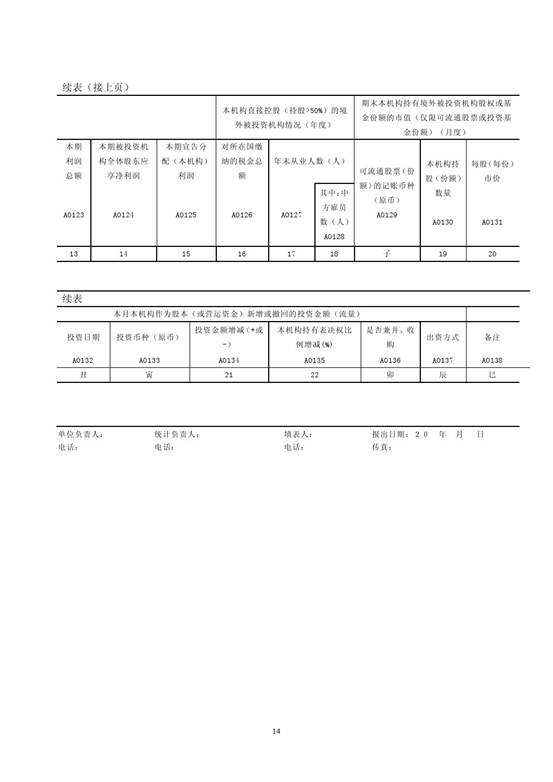 续表（接上页）
本机构直接控股（持股>50%）的境
外被投资机构情况（年度）
期末本机构持有境外被投资机构股权或基
金份额的市值（仅限可流通股票或投资基
金份额）（月度）
本期
利润
总额
A0123
本期被投资机
构全体股东应
享净利润
A0124
本期宣告分
配（本机构）
利润
A0125
对所在国缴
纳的税金总
额
A0126
年末从业人数（人）
A0127
其中：中
方雇员
数（人）
A0128
可流通股票（份
额）的记账币种
（原币）
A0129
本机构持
股（份额）
数量
A0130
每股（每份）
市价
A0131
13 14 15 16 17 18 子 19 20
续表
本月本机构作为股本（或营运资金）新增或撤回的投资金额（流量）
投资日期
A0132
投资币种（原币）
A0133
投资金额增减（+或
-）
A0134
本机构持有表决权比
例增减(%)
A0135
是否兼并、收
购
A0136
出资方式
A0137
备注
A0138
丑 寅 21 22 卯 辰 巳
单位负责人： 统计负责人： 填表人： 报出日期：20 年 月 日
电话： 电话： 电话： 传真：
14